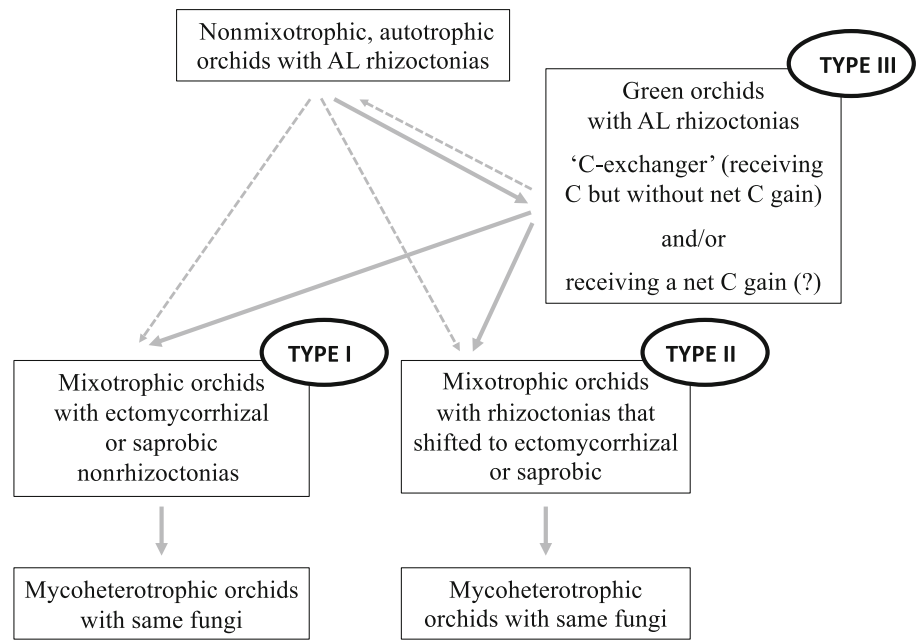 Nonmixotrophic, autotrophic
orchids with AL rhizoctonias
TYPE III
Green orchids
with AL rhizoctonias
‘C-exchanger’ (receiving
C but without net C gain)
and/or
receiving a net C gain (?)
TYPE I
Mixotrophic orchids
with ectomycorrhizal
or saprobic
nonrhizoctonias
TYPE II
Mixotrophic orchids
with rhizoctonias that
shifted to ectomycorrhizal
or saprobic
Mycoheterotrophic orchids
with same fungi
Mycoheterotrophic
orchids with same fungi